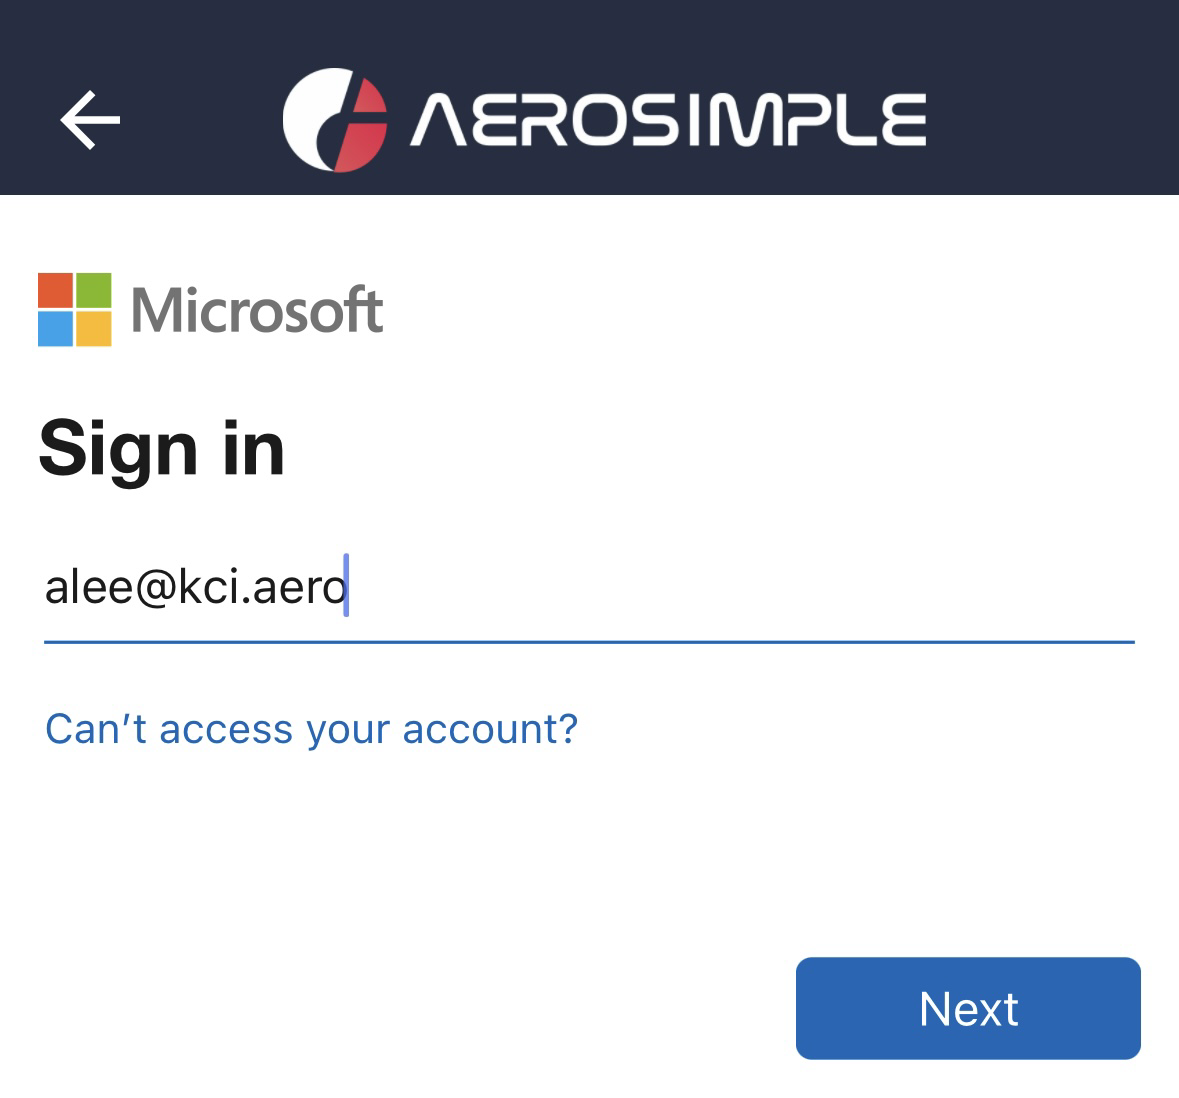 AEROSIMPLE
Microsoft
Sign in
alee@kci.aero
Can’t access your account?
Next